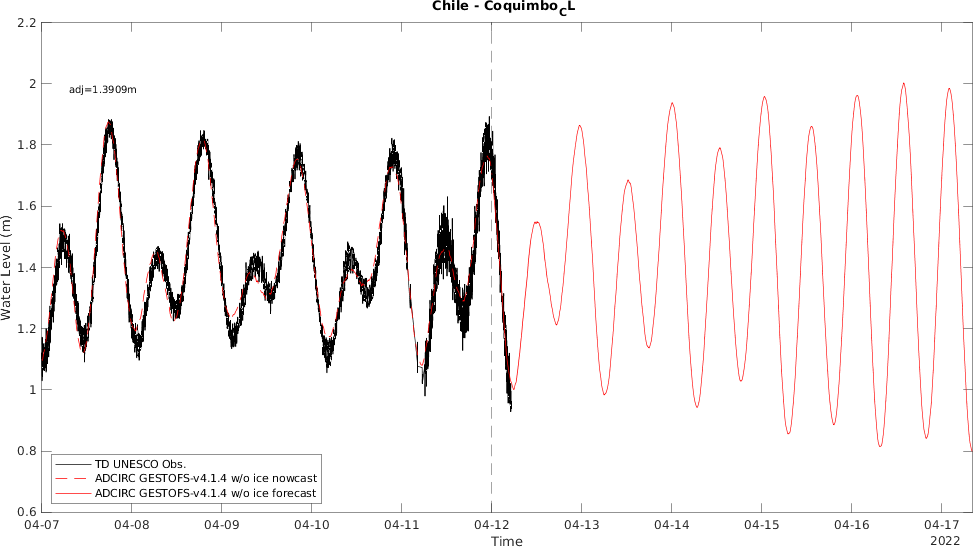 Chile - Coquimbo_CL
2.2
2
1.8
1.6
1.4
1.2
1
0.8
0.6
Water Level (m)
adj=1.3909m
TD UNESCO Obs.
ADCIRC GESTOFS-v4.1.4 w/o ice nowcast
ADCIRC GESTOFS-v4.1.4 w/o ice forecast
04-07 04-08 04-09 04-10 04-11 04-12 04-13 04-14 04-15 04-16 04-17
Time
2022